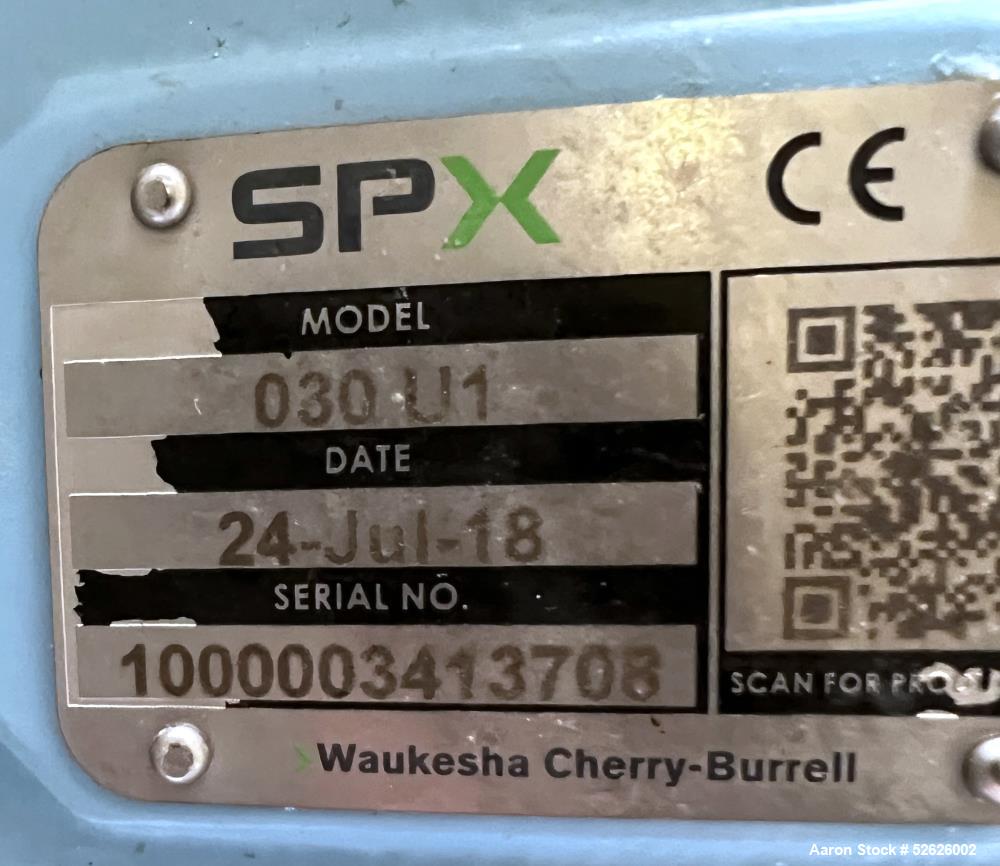 SPX
CE
MODEL
030 U1
DATE
24-Jul-18
SERIAL NO.
1000003413708
SCAN FOR
Waukesha Cherry-Burrell
Aaron Stock # 52626002